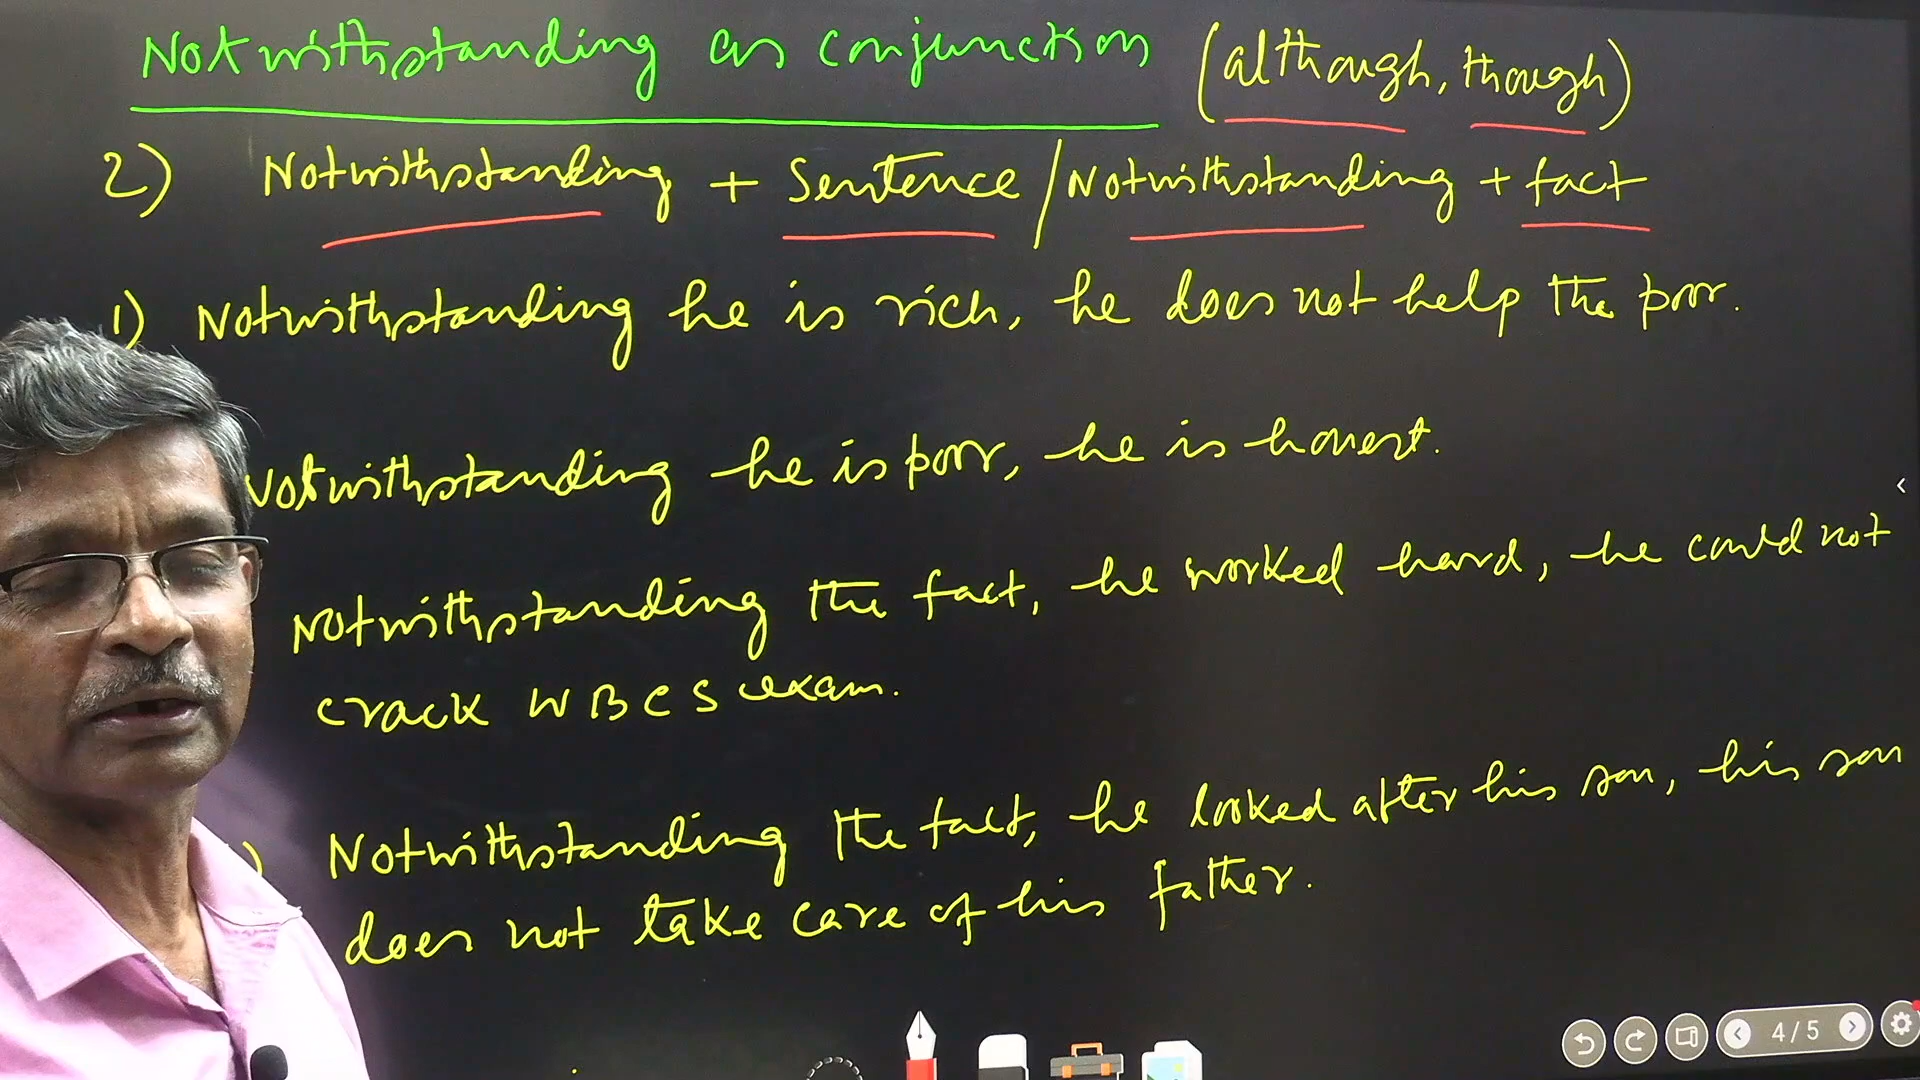 Notwithstanding as conjunction (although, though)
2) Notwithstanding + Sentence / Notwithstanding + fact
1) Notwithstanding he is rich, he does not help the poor.
Notwithstanding he is poor, he is honest.
Notwithstanding the fact, he worked hard, he could not
crack WBCS exam.
) Notwithstanding the fact, he looked after his son, his son
does not take care of his father.
4/5